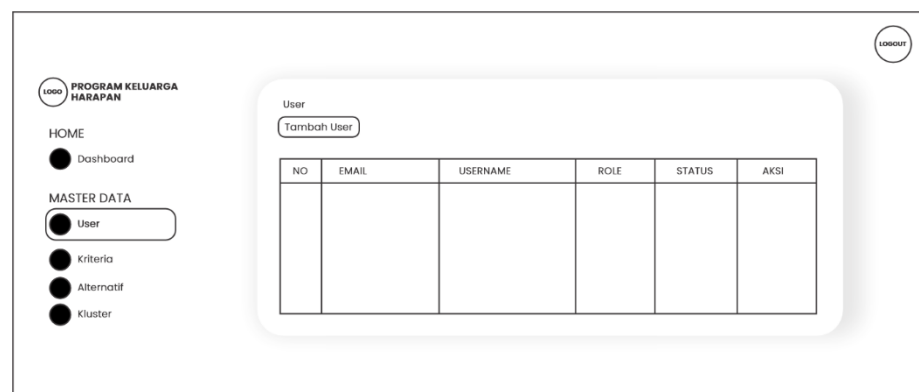 LOGOUT
LOGO
PROGRAM KELUARGA
HARAPAN
HOME
Dashboard
MASTER DATA
User
Kriteria
Alternatif
Kluster
User
Tambah User
NO EMAIL USERNAME ROLE STATUS AKSI